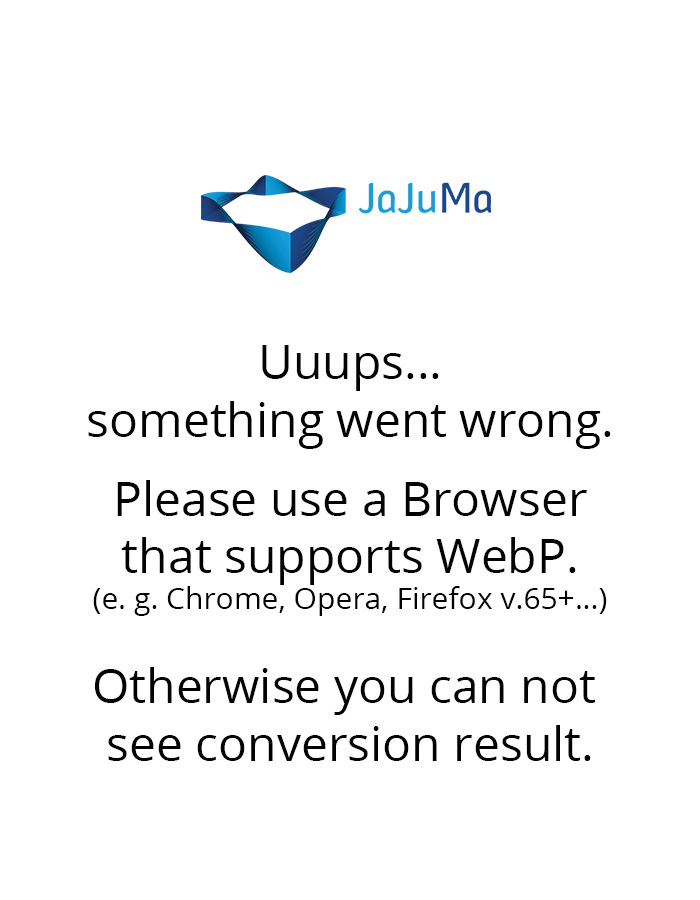 JaJuMa
Uuups...
something went wrong.
Please use a Browser
that supports WebP.
(e. g. Chrome, Opera, Firefox v.65+...)
Otherwise you can not
see conversion result.